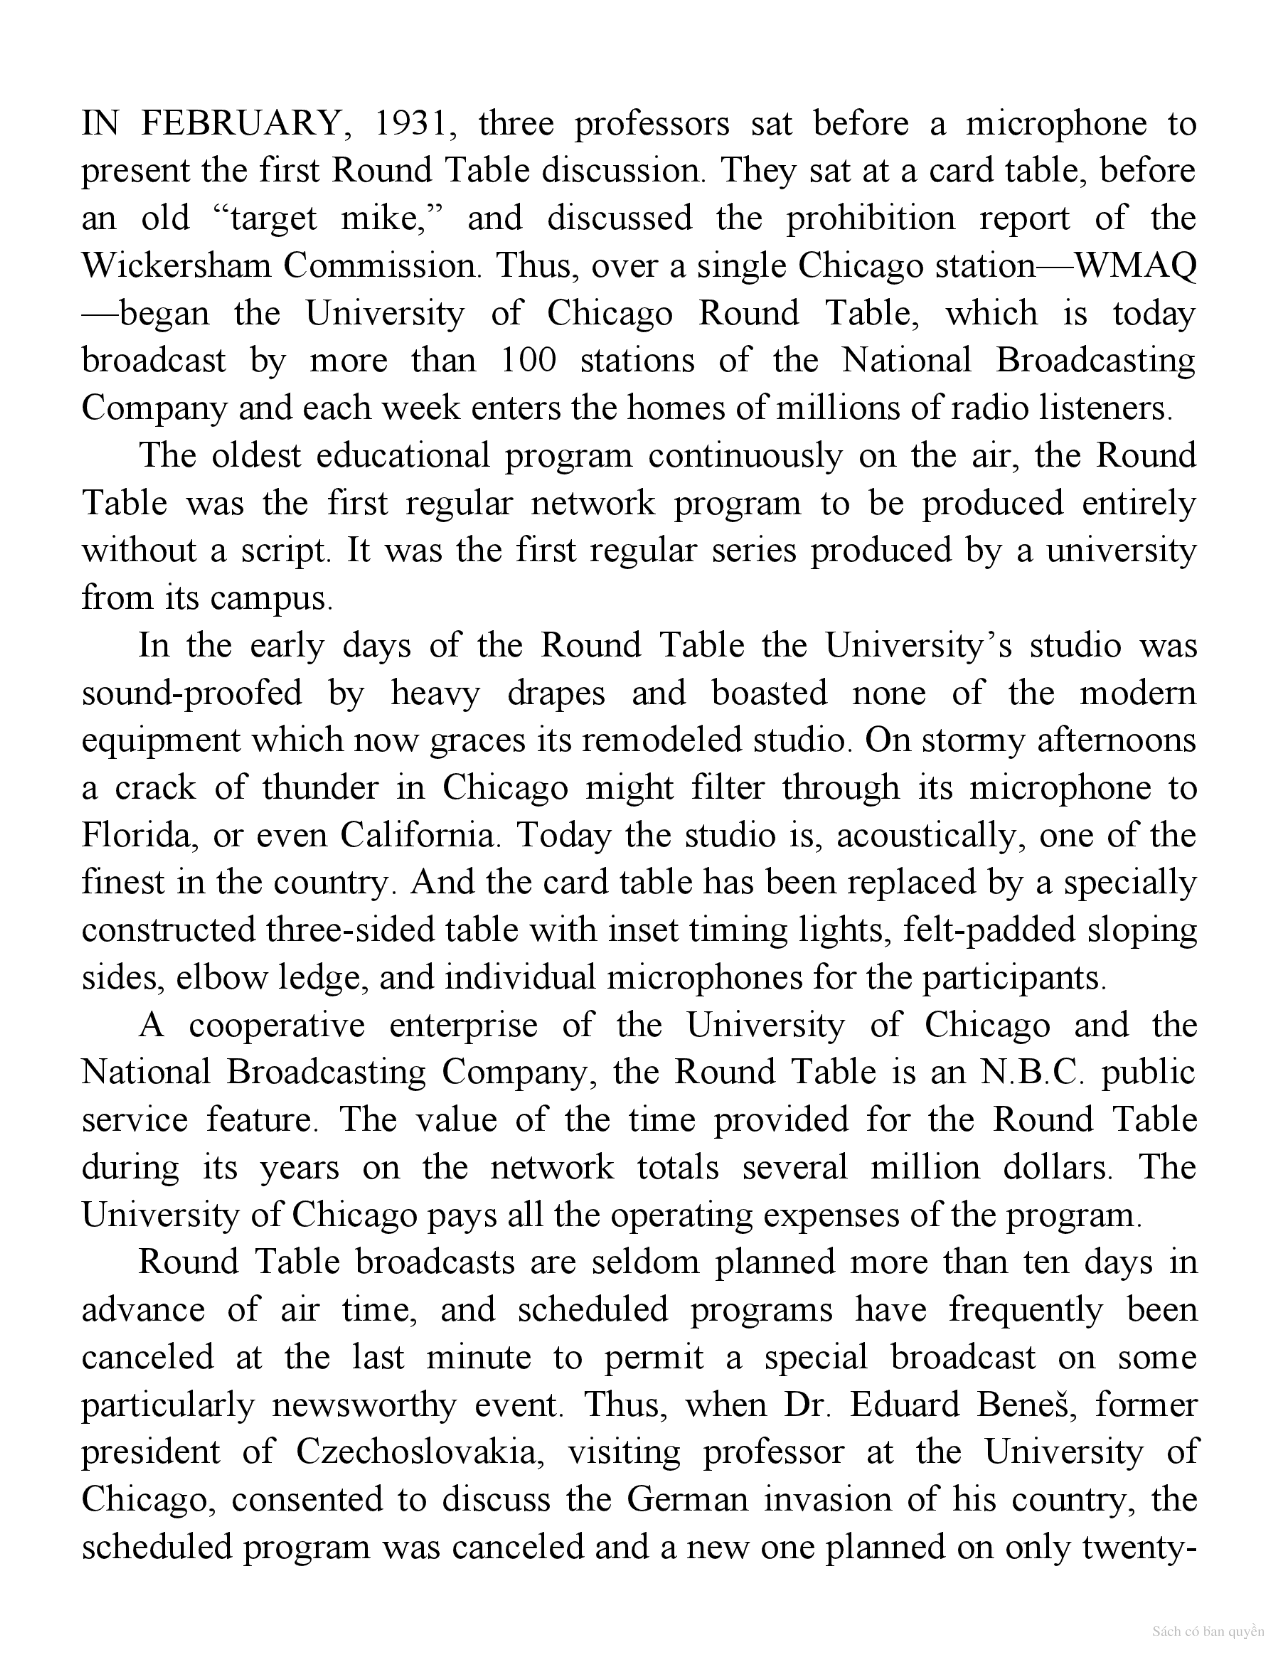 IN FEBRUARY, 1931, three professors sat before a microphone to
present the first Round Table discussion. They sat at a card table, before
an old “target mike,” and discussed the prohibition report of the
Wickersham Commission. Thus, over a single Chicago station—WMAQ
—began the University of Chicago Round Table, which is today
broadcast by more than 100 stations of the National Broadcasting
Company and each week enters the homes of millions of radio listeners.
The oldest educational program continuously on the air, the Round
Table was the first regular network program to be produced entirely
without a script. It was the first regular series produced by a university
from its campus.
In the early days of the Round Table the University’s studio was
sound-proofed by heavy drapes and boasted none of the modern
equipment which now graces its remodeled studio. On stormy afternoons
a crack of thunder in Chicago might filter through its microphone to
Florida, or even California. Today the studio is, acoustically, one of the
finest in the country. And the card table has been replaced by a specially
constructed three-sided table with inset timing lights, felt-padded sloping
sides, elbow ledge, and individual microphones for the participants.
A cooperative enterprise of the University of Chicago and the
National Broadcasting Company, the Round Table is an N.B.C. public
service feature. The value of the time provided for the Round Table
during its years on the network totals several million dollars. The
University of Chicago pays all the operating expenses of the program.
Round Table broadcasts are seldom planned more than ten days in
advance of air time, and scheduled programs have frequently been
canceled at the last minute to permit a special broadcast on some
particularly newsworthy event. Thus, when Dr. Eduard Beneš, former
president of Czechoslovakia, visiting professor at the University of
Chicago, consented to discuss the German invasion of his country, the
scheduled program was canceled and a new one planned on only twenty-
Sách có bản quyền